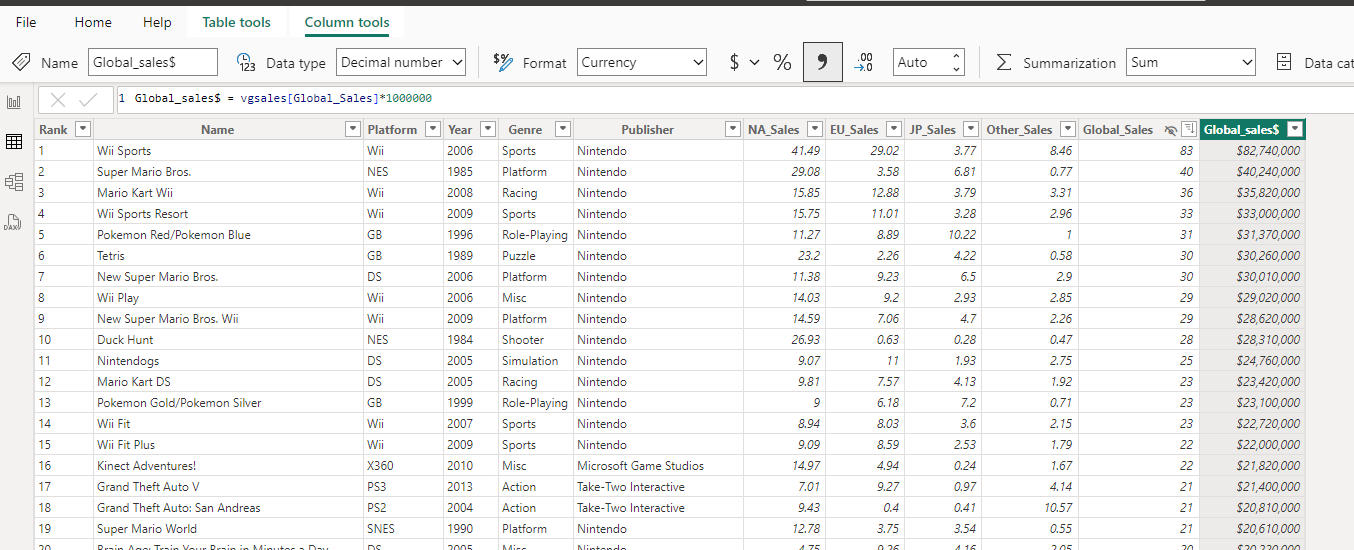 File Home Help Table tools Column tools
Name Global_sales$ Data type Decimal number Format Currency $ % , .00 .0 Auto Summarization Sum Data cat
1 Global_sales$ = vgsales[Global_Sales]*1000000
Rank Name Platform Year Genre Publisher NA_Sales EU_Sales JP_Sales Other_Sales Global_Sales Global_sales$
1 Wii Sports Wii 2006 Sports Nintendo 41.49 29.02 3.77 8.46 83 $82,740,000
2 Super Mario Bros. NES 1985 Platform Nintendo 29.08 3.58 6.81 0.77 40 $40,240,000
3 Mario Kart Wii Wii 2008 Racing Nintendo 15.85 12.88 3.79 3.31 36 $35,820,000
4 Wii Sports Resort Wii 2009 Sports Nintendo 15.75 11.01 3.28 2.96 33 $33,000,000
5 Pokemon Red/Pokemon Blue GB 1996 Role-Playing Nintendo 11.27 8.89 10.22 1 31 $31,370,000
6 Tetris GB 1989 Puzzle Nintendo 23.2 2.26 4.22 0.58 30 $30,260,000
7 New Super Mario Bros. DS 2006 Platform Nintendo 11.38 9.23 6.5 2.9 30 $30,010,000
8 Wii Play Wii 2006 Misc Nintendo 14.03 9.2 2.93 2.85 29 $29,020,000
9 New Super Mario Bros. Wii Wii 2009 Platform Nintendo 14.59 7.06 4.7 2.26 29 $28,620,000
10 Duck Hunt NES 1984 Shooter Nintendo 26.93 0.63 0.28 0.47 28 $28,310,000
11 Nintendogs DS 2005 Simulation Nintendo 9.07 11 1.93 2.75 25 $24,760,000
12 Mario Kart DS DS 2005 Racing Nintendo 9.81 7.57 4.13 1.92 23 $23,420,000
13 Pokemon Gold/Pokemon Silver GB 1999 Role-Playing Nintendo 9 6.18 7.2 0.71 23 $23,100,000
14 Wii Fit Wii 2007 Sports Nintendo 8.94 8.03 3.6 2.15 23 $22,720,000
15 Wii Fit Plus Wii 2009 Sports Nintendo 9.09 8.59 2.53 1.79 22 $22,000,000
16 Kinect Adventures! X360 2010 Misc Microsoft Game Studios 14.97 4.94 0.24 1.67 22 $21,820,000
17 Grand Theft Auto V PS3 2013 Action Take-Two Interactive 7.01 9.27 0.97 4.14 21 $21,400,000
18 Grand Theft Auto: San Andreas PS2 2004 Action Take-Two Interactive 9.43 0.4 0.41 10.57 21 $20,810,000
19 Super Mario World SNES 1990 Platform Nintendo 12.78 3.75 3.54 0.55 21 $20,610,000
20 Brain Age: Train Your Brain in Minutes a Day DS 2005 Misc Nintendo 4.75 9.26 4.16 2.05 20 $20,220,000